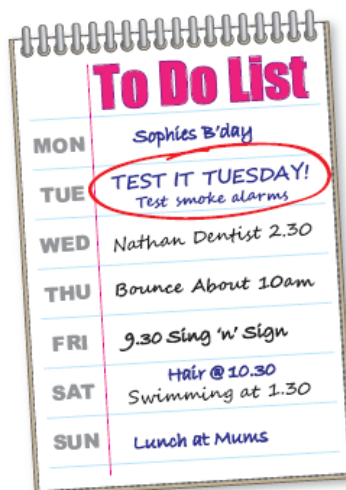 To Do List
MON Sophies B'day
TUE TEST IT TUESDAY!
Test smoke alarms
WED Nathan Dentist 2.30
THU Bounce About 10am
FRI 9.30 Sing 'n' Sign
Hair @ 10.30
SAT Swimming at 1.30
SUN Lunch at Mums